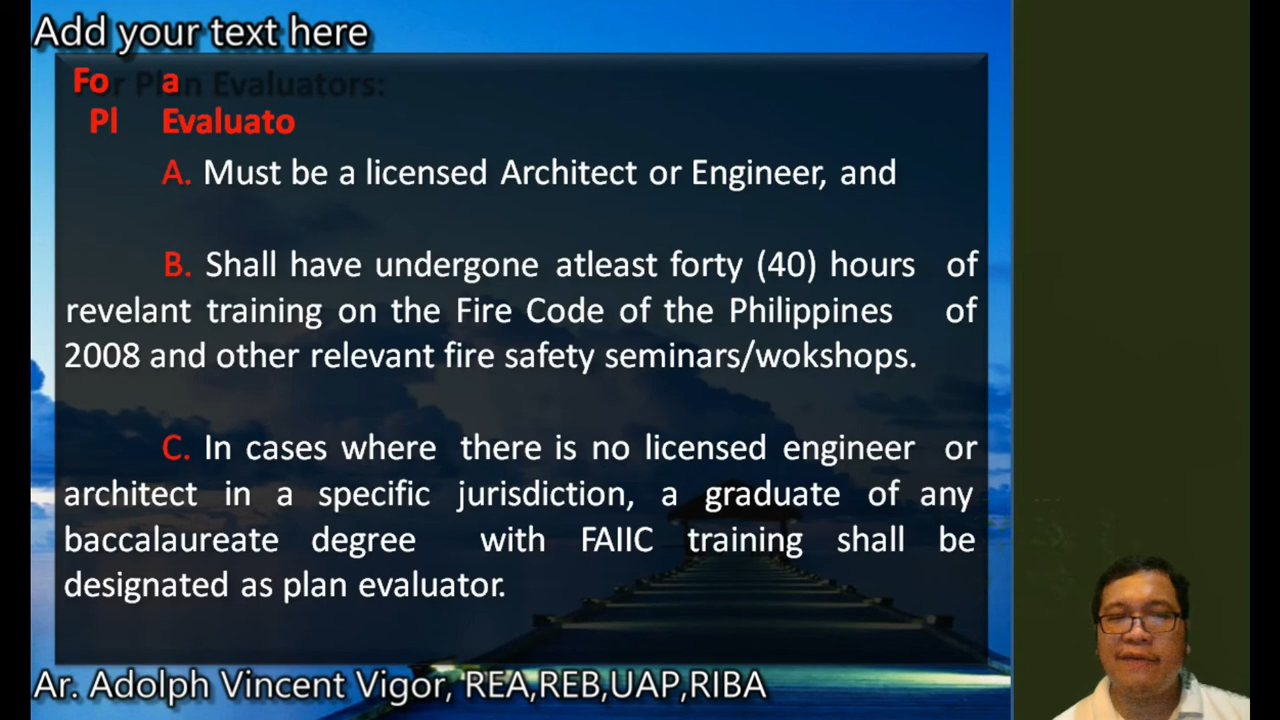 Add your text here
For Plan Evaluators:
Fo a
Pl Evaluato
A. Must be a licensed Architect or Engineer, and
B. Shall have undergone atleast forty (40) hours of
revelant training on the Fire Code of the Philippines of
2008 and other relevant fire safety seminars/wokshops.
C. In cases where there is no licensed engineer or
architect in a specific jurisdiction, a graduate of any
baccalaureate degree with FAIIC training shall be
designated as plan evaluator.
Ar. Adolph Vincent Vigor, REA,REB,UAP,RIBA